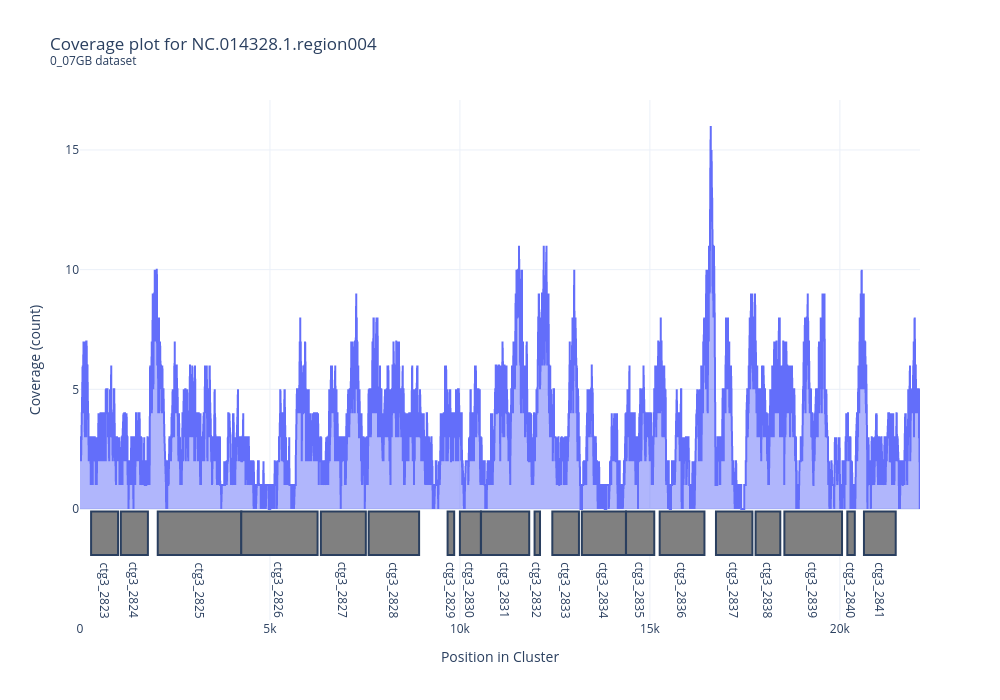 Coverage plot for NC.014328.1.region004
0_07GB dataset
Coverage (count)
15
10
5
0
ctg3_2823
ctg3_2824
ctg3_2825
ctg3_2826
ctg3_2827
ctg3_2828
ctg3_2829
ctg3_2830
ctg3_2831
ctg3_2832
ctg3_2833
ctg3_2834
ctg3_2835
ctg3_2836
ctg3_2837
ctg3_2838
ctg3_2839
ctg3_2840
ctg3_2841
0 5k 10k 15k 20k
Position in Cluster